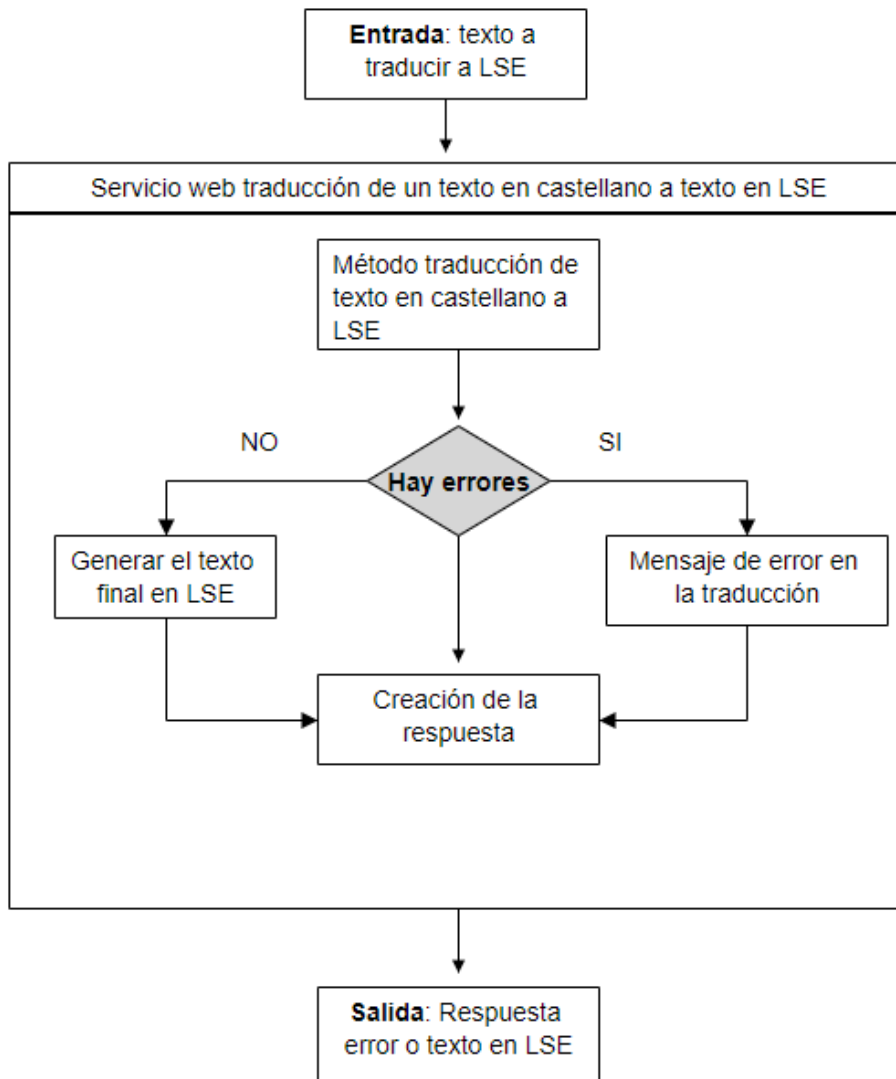 Entrada: texto a
traducir a LSE
Servicio web traducción de un texto en castellano a texto en LSE
Método traducción de
texto en castellano a
LSE
NO
SI
Hay errores
Generar el texto
final en LSE
Mensaje de error en
la traducción
Creación de la
respuesta
Salida: Respuesta
error o texto en LSE